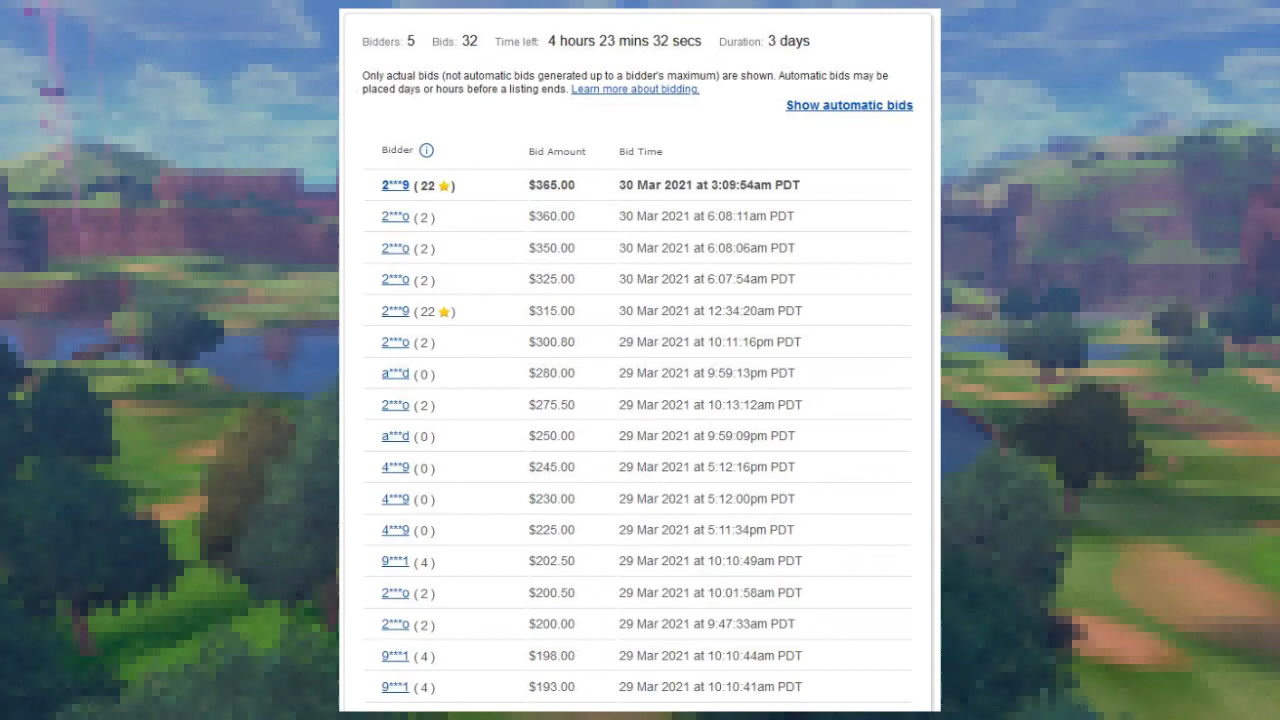 Bidders: 5 Bids: 32 Time left: 4 hours 23 mins 32 secs Duration: 3 days
Only actual bids (not automatic bids generated up to a bidder's maximum) are shown. Automatic bids may be
placed days or hours before a listing ends. Learn more about bidding.
Show automatic bids
Bidder Bid Amount Bid Time
2***9 ( 22 ) $365.00 30 Mar 2021 at 3:09:54am PDT
2***o ( 2 ) $360.00 30 Mar 2021 at 6:08:11am PDT
2***o ( 2 ) $350.00 30 Mar 2021 at 6:08:06am PDT
2***o ( 2 ) $325.00 30 Mar 2021 at 6:07:54am PDT
2***9 ( 22 ) $315.00 30 Mar 2021 at 12:34:20am PDT
2***o ( 2 ) $300.80 29 Mar 2021 at 10:11:16pm PDT
a***d ( 0 ) $280.00 29 Mar 2021 at 9:59:13pm PDT
2***o ( 2 ) $275.50 29 Mar 2021 at 10:13:12am PDT
a***d ( 0 ) $250.00 29 Mar 2021 at 9:59:09pm PDT
4***9 ( 0 ) $245.00 29 Mar 2021 at 5:12:16pm PDT
4***9 ( 0 ) $230.00 29 Mar 2021 at 5:12:00pm PDT
4***9 ( 0 ) $225.00 29 Mar 2021 at 5:11:34pm PDT
9***1 ( 4 ) $202.50 29 Mar 2021 at 10:10:49am PDT
2***o ( 2 ) $200.50 29 Mar 2021 at 10:01:58am PDT
2***o ( 2 ) $200.00 29 Mar 2021 at 9:47:33am PDT
9***1 ( 4 ) $198.00 29 Mar 2021 at 10:10:44am PDT
9***1 ( 4 ) $193.00 29 Mar 2021 at 10:10:41am PDT